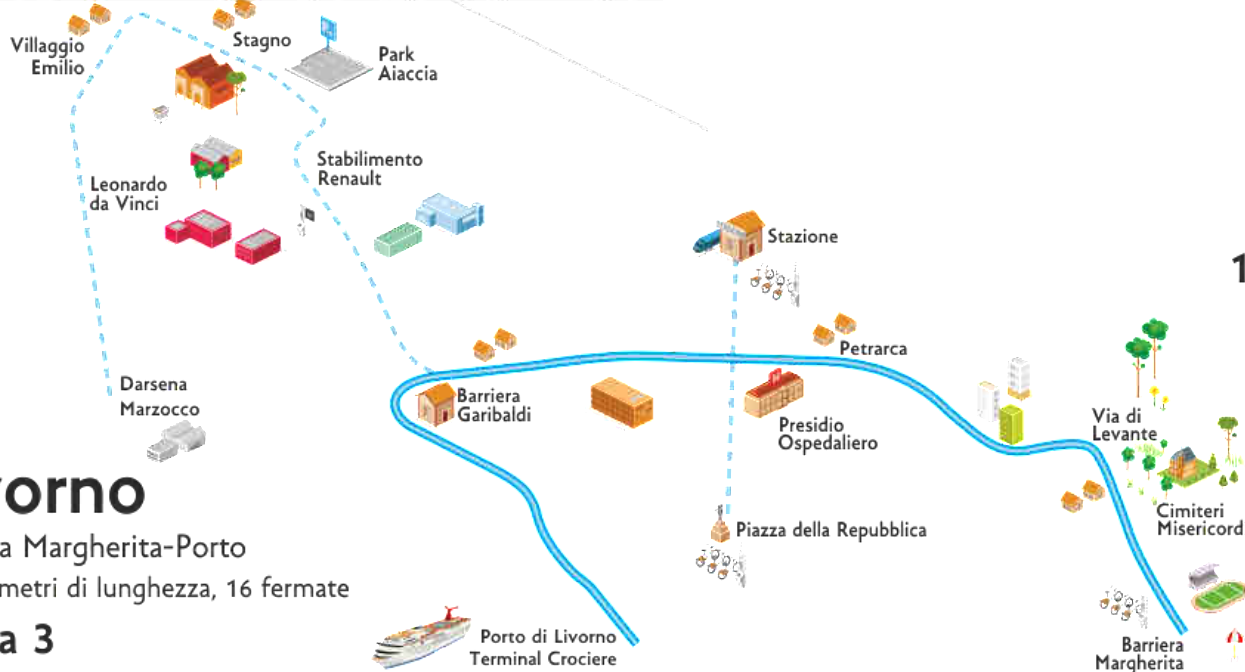 Villaggio
Emilio
Stagno
Park
Aiaccia
Stabilimento
Renault
Leonardo
da Vinci
Stazione
1
Petrarca
Darsena
Marzocco
Barriera
Garibaldi
Presidio
Ospedaliero
Via di
Levante
Cimiteri
Misericord
vorno
a Margherita-Porto
metri di lunghezza, 16 fermate
a 3
Piazza della Repubblica
Porto di Livorno
Terminal Crociere
Barriera
Margherita